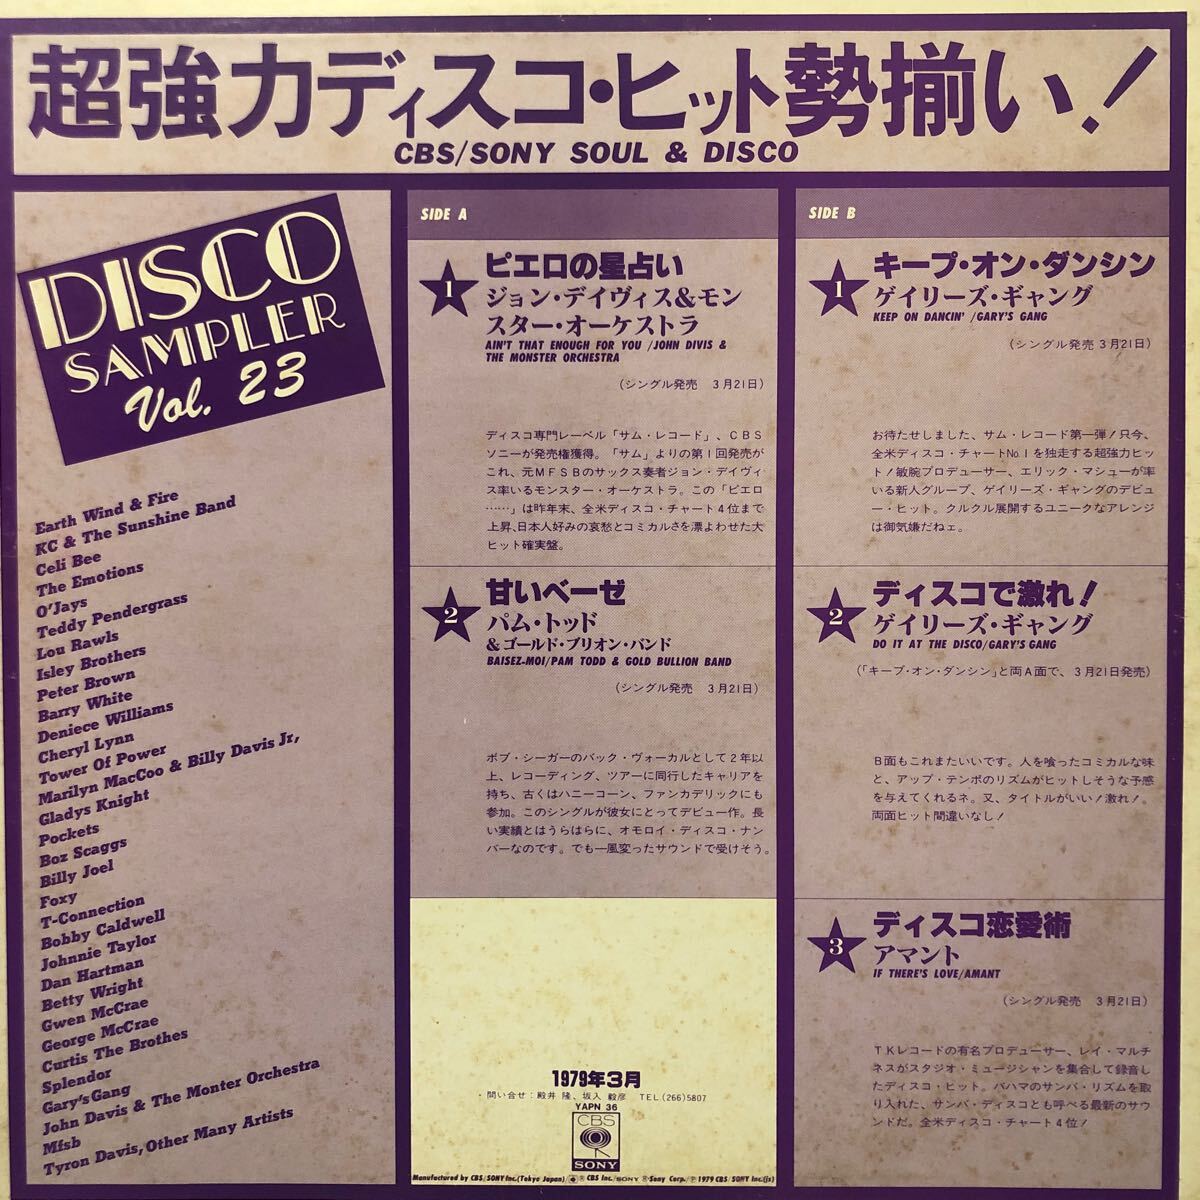 超強力ディスコ・ヒット勢揃い!
CBS/SONY SOUL & DISCO
DISCO
SAMPLER
Vol. 23
Earth Wind & Fire
KC & The Sunshine Band
Celi Bee
The Emotions
O'Jays
Teddy Pendergrass
Lou Rawls
Isley Brothers
Peter Brown
Barry White
Deniece Williams
Cheryl Lynn
Tower Of Power
Marilyn MacCoo & Billy Davis Jr,
Gladys Knight
Pockets
Boz Scaggs
Billy Joel
Foxy
T-Connection
Bobby Caldwell
Johnnie Taylor
Dan Hartman
Betty Wright
Gwen McCrae
George McCrae
Curtis The Brothes
Splendor
Gary's Gang
John Davis & The Monter Orchestra
Mfsb
Tyron Davis, Other Many Artists
SIDE A
1
ピエロの星占い
ジョン・デイヴィス&モン
スター・オーケストラ
AIN'T THAT ENOUGH FOR YOU /JOHN DIVIS &
THE MONSTER ORCHESTRA
(シングル発売 3月21日)
ディスコ専門レーベル「サム・レコード」、CBS
ソニーが発売権獲得。「サム」よりの第1回発売が
これ、元MFSBのサックス奏者ジョン・デイヴィ
ス率いるモンスター・オーケストラ。この「ピエロ
……」は昨年末、全米ディスコ・チャート4位まで
上昇、日本人好みの哀愁とコミカルさを漂よわせた大
ヒット確実盤。
2
甘いベーゼ
パム・トッド
&ゴールド・ブリオン・バンド
BAISEZ-MOI/PAM TODD & GOLD BULLION BAND
(シングル発売 3月21日)
ボブ・シーガーのバック・ヴォーカルとして2年以
上、レコーディング、ツアーに同行したキャリアを
持ち、古くはハニーコーン、ファンカデリックにも
参加。このシングルが彼女にとってデビュー作。長
い実績とはうらはらに、オモロイ・ディスコ・ナン
バーなのです。でも一風変ったサウンドで受けそう。
1979年3月
・問い合せ:殿井 隆、坂入 毅彦 TEL(266)5807
YAPN 36
CBS
SONY
Manufactured by CBS/SONY Inc.(Tokyo Japan)/ ® CBS Inc./SONY ® Sony Corp./Ⓟ 1979 CBS/SONY Inc.(js)
SIDE B
1
キープ・オン・ダンシン
ゲイリーズ・ギャング
KEEP ON DANCIN' /GARY'S GANG
(シングル発売3月21日)
お待たせしました、サム・レコード第一弾!只今、
全米ディスコ・チャートNo.1を独走する超強力ヒッ
ト!敏腕プロデューサー、エリック・マシューが率
いる新人グループ、ゲイリーズ・ギャングのデビュ
ー・ヒット。クルクル展開するユニークなアレンジ
は御気嫌だねェ。
2
ディスコで激れ!
ゲイリーズ・ギャング
DO IT AT THE DISCO/GARY'S GANG
(「キープ・オン・ダンシン」と両A面で、3月21日発売)
B面もこれまたいいです。人を喰ったコミカルな味
と、アップ・テンポのリズムがヒットしそうな予感
を与えてくれるネ。又、タイトルがいい!激れ!。
両面ヒット間違いなし!
3
ディスコ恋愛術
アマント
IF THERE'S LOVE/AMANT
(シングル発売 3月21日)
TKレコードの有名プロデューサー、レイ・マルチ
ネスがスタジオ・ミュージシャンを集合して録音し
たディスコ・ヒット。バハマのサンバ・リズムを取
り入れた、サンバ・ディスコとも呼べる最新のサウ
ンドだ。全米ディスコ・チャート4位!